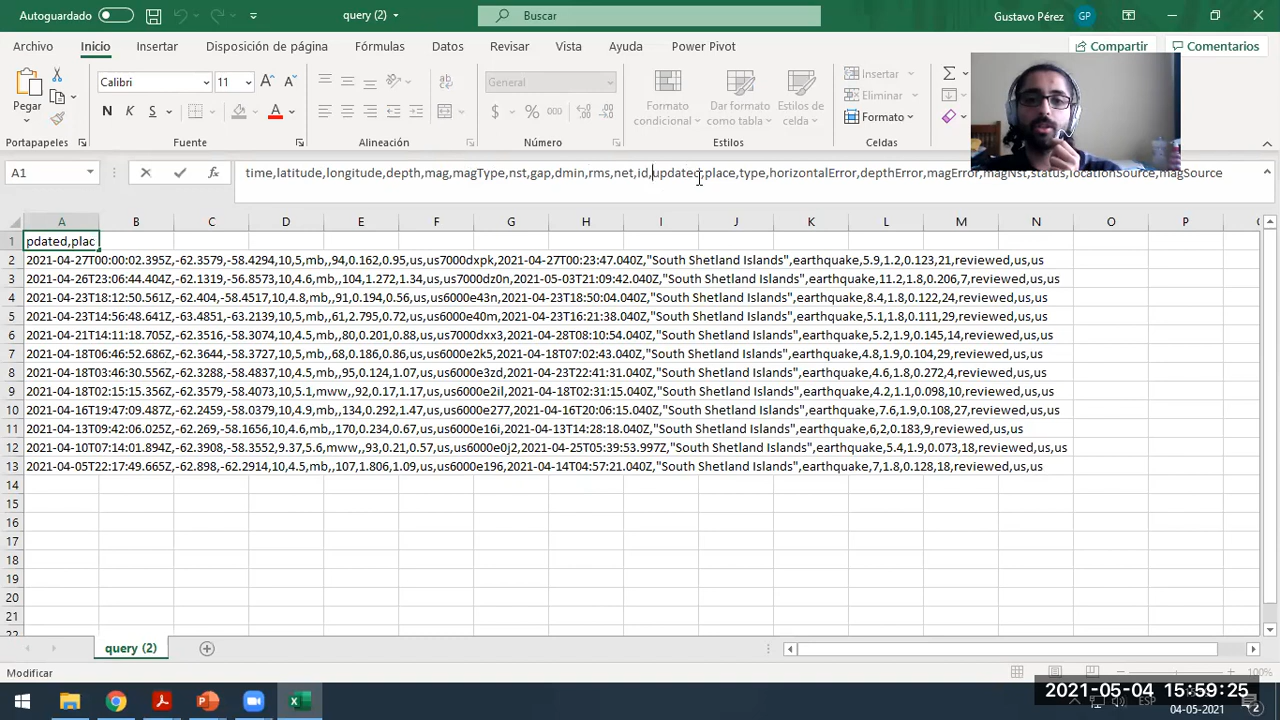 Autoguardado
query (2)
Buscar
Gustavo Pérez
GP
Archivo
Inicio
Insertar
Disposición de página
Fórmulas
Datos
Revisar
Vista
Ayuda
Power Pivot
Compartir
Comentarios
Pegar
Calibri
11
N K S
General
Formato condicional
Dar formato como tabla
Estilos de celda
Insertar
Eliminar
Formato
Portapapeles
Fuente
Alineación
Número
Estilos
Celdas
A1
time,latitude,longitude,depth,mag,magType,nst,gap,dmin,rms,net,id,updated,place,type,horizontalError,depthError,magError,magNst,status,locationSource,magSource
A B C D E F G H I J K L M N O P
1 pdated,plac
2 2021-04-27T00:00:02.395Z,-62.3579,-58.4294,10,5,mb,,94,0.162,0.95,us,us7000dxpk,2021-04-27T00:23:47.040Z,"South Shetland Islands",earthquake,5.9,1.2,0.123,21,reviewed,us,us
3 2021-04-26T23:06:44.404Z,-62.1319,-56.8573,10,4.6,mb,,104,1.272,1.34,us,us7000dz0n,2021-05-03T21:09:42.040Z,"South Shetland Islands",earthquake,11.2,1.8,0.206,7,reviewed,us,us
4 2021-04-23T18:12:50.561Z,-62.404,-58.4517,10,4.8,mb,,91,0.194,0.56,us,us6000e43n,2021-04-23T18:50:04.040Z,"South Shetland Islands",earthquake,8.4,1.8,0.122,24,reviewed,us,us
5 2021-04-23T14:56:48.641Z,-63.4851,-63.2139,10,5,mb,,61,2.795,0.72,us,us6000e40m,2021-04-23T16:21:38.040Z,"South Shetland Islands",earthquake,5.1,1.8,0.111,29,reviewed,us,us
6 2021-04-21T14:11:18.705Z,-62.3256,-58.3074,10,5,mb,,80,0.201,0.88,us,us7000dxx3,2021-04-28T08:10:54.040Z,"South Shetland Islands",earthquake,5.2,1.9,0.145,14,reviewed,us,us
7 2021-04-18T06:46:52.686Z,-62.3644,-58.3727,10,5,mb,,68,0.186,0.86,us,us6000e2k5,2021-04-18T07:02:43.040Z,"South Shetland Islands",earthquake,4.8,1.9,0.104,29,reviewed,us,us
8 2021-04-18T03:46:30.556Z,-62.3288,-58.4837,10,4.5,mb,,95,0.124,1.07,us,us6000e3zd,2021-04-23T22:41:31.040Z,"South Shetland Islands",earthquake,4.6,1.8,0.272,4,reviewed,us,us
9 2021-04-18T02:15:15.356Z,-62.3379,-58.4073,10,5.1,mww,,92,0.17,1.17,us,us6000e2il,2021-04-18T02:31:15.040Z,"South Shetland Islands",earthquake,4.2,1.1,0.098,10,reviewed,us,us
10 2021-04-16T19:47:09.487Z,-62.2459,-58.0379,10,4.9,mb,,134,0.292,1.47,us,us6000e277,2021-04-16T20:06:15.040Z,"South Shetland Islands",earthquake,7.6,1.9,0.108,27,reviewed,us,us
11 2021-04-13T09:42:06.025Z,-62.269,-58.1656,10,4.6,mb,,170,0.234,0.67,us,us6000e16i,2021-04-13T14:28:18.040Z,"South Shetland Islands",earthquake,6,2,0.183,9,reviewed,us,us
12 2021-04-10T07:14:01.894Z,-62.3908,-58.3552,9.37,5.6,mww,,93,0.21,0.57,us,us6000e0j2,2021-04-25T05:39:53.997Z,"South Shetland Islands",earthquake,5.4,1.9,0.073,18,reviewed,us,us
13 2021-04-05T22:17:49.665Z,-62.898,-62.2914,10,4.5,mb,,107,1.806,1.09,us,us6000e196,2021-04-14T04:57:21.040Z,"South Shetland Islands",earthquake,7,1.8,0.128,18,reviewed,us,us
14
15
16
17
18
19
20
21
22
query (2)
Modificar
100%
2021-05-04 15:59:25
ESP
04-05-2021
2